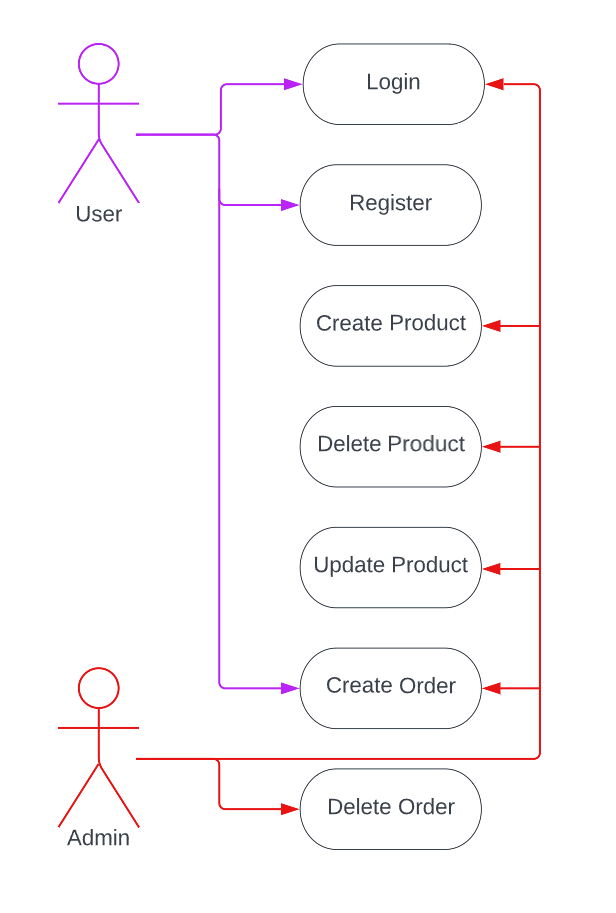 Login
User
Register
Create Product
Delete Product
Update Product
Create Order
Admin
Delete Order